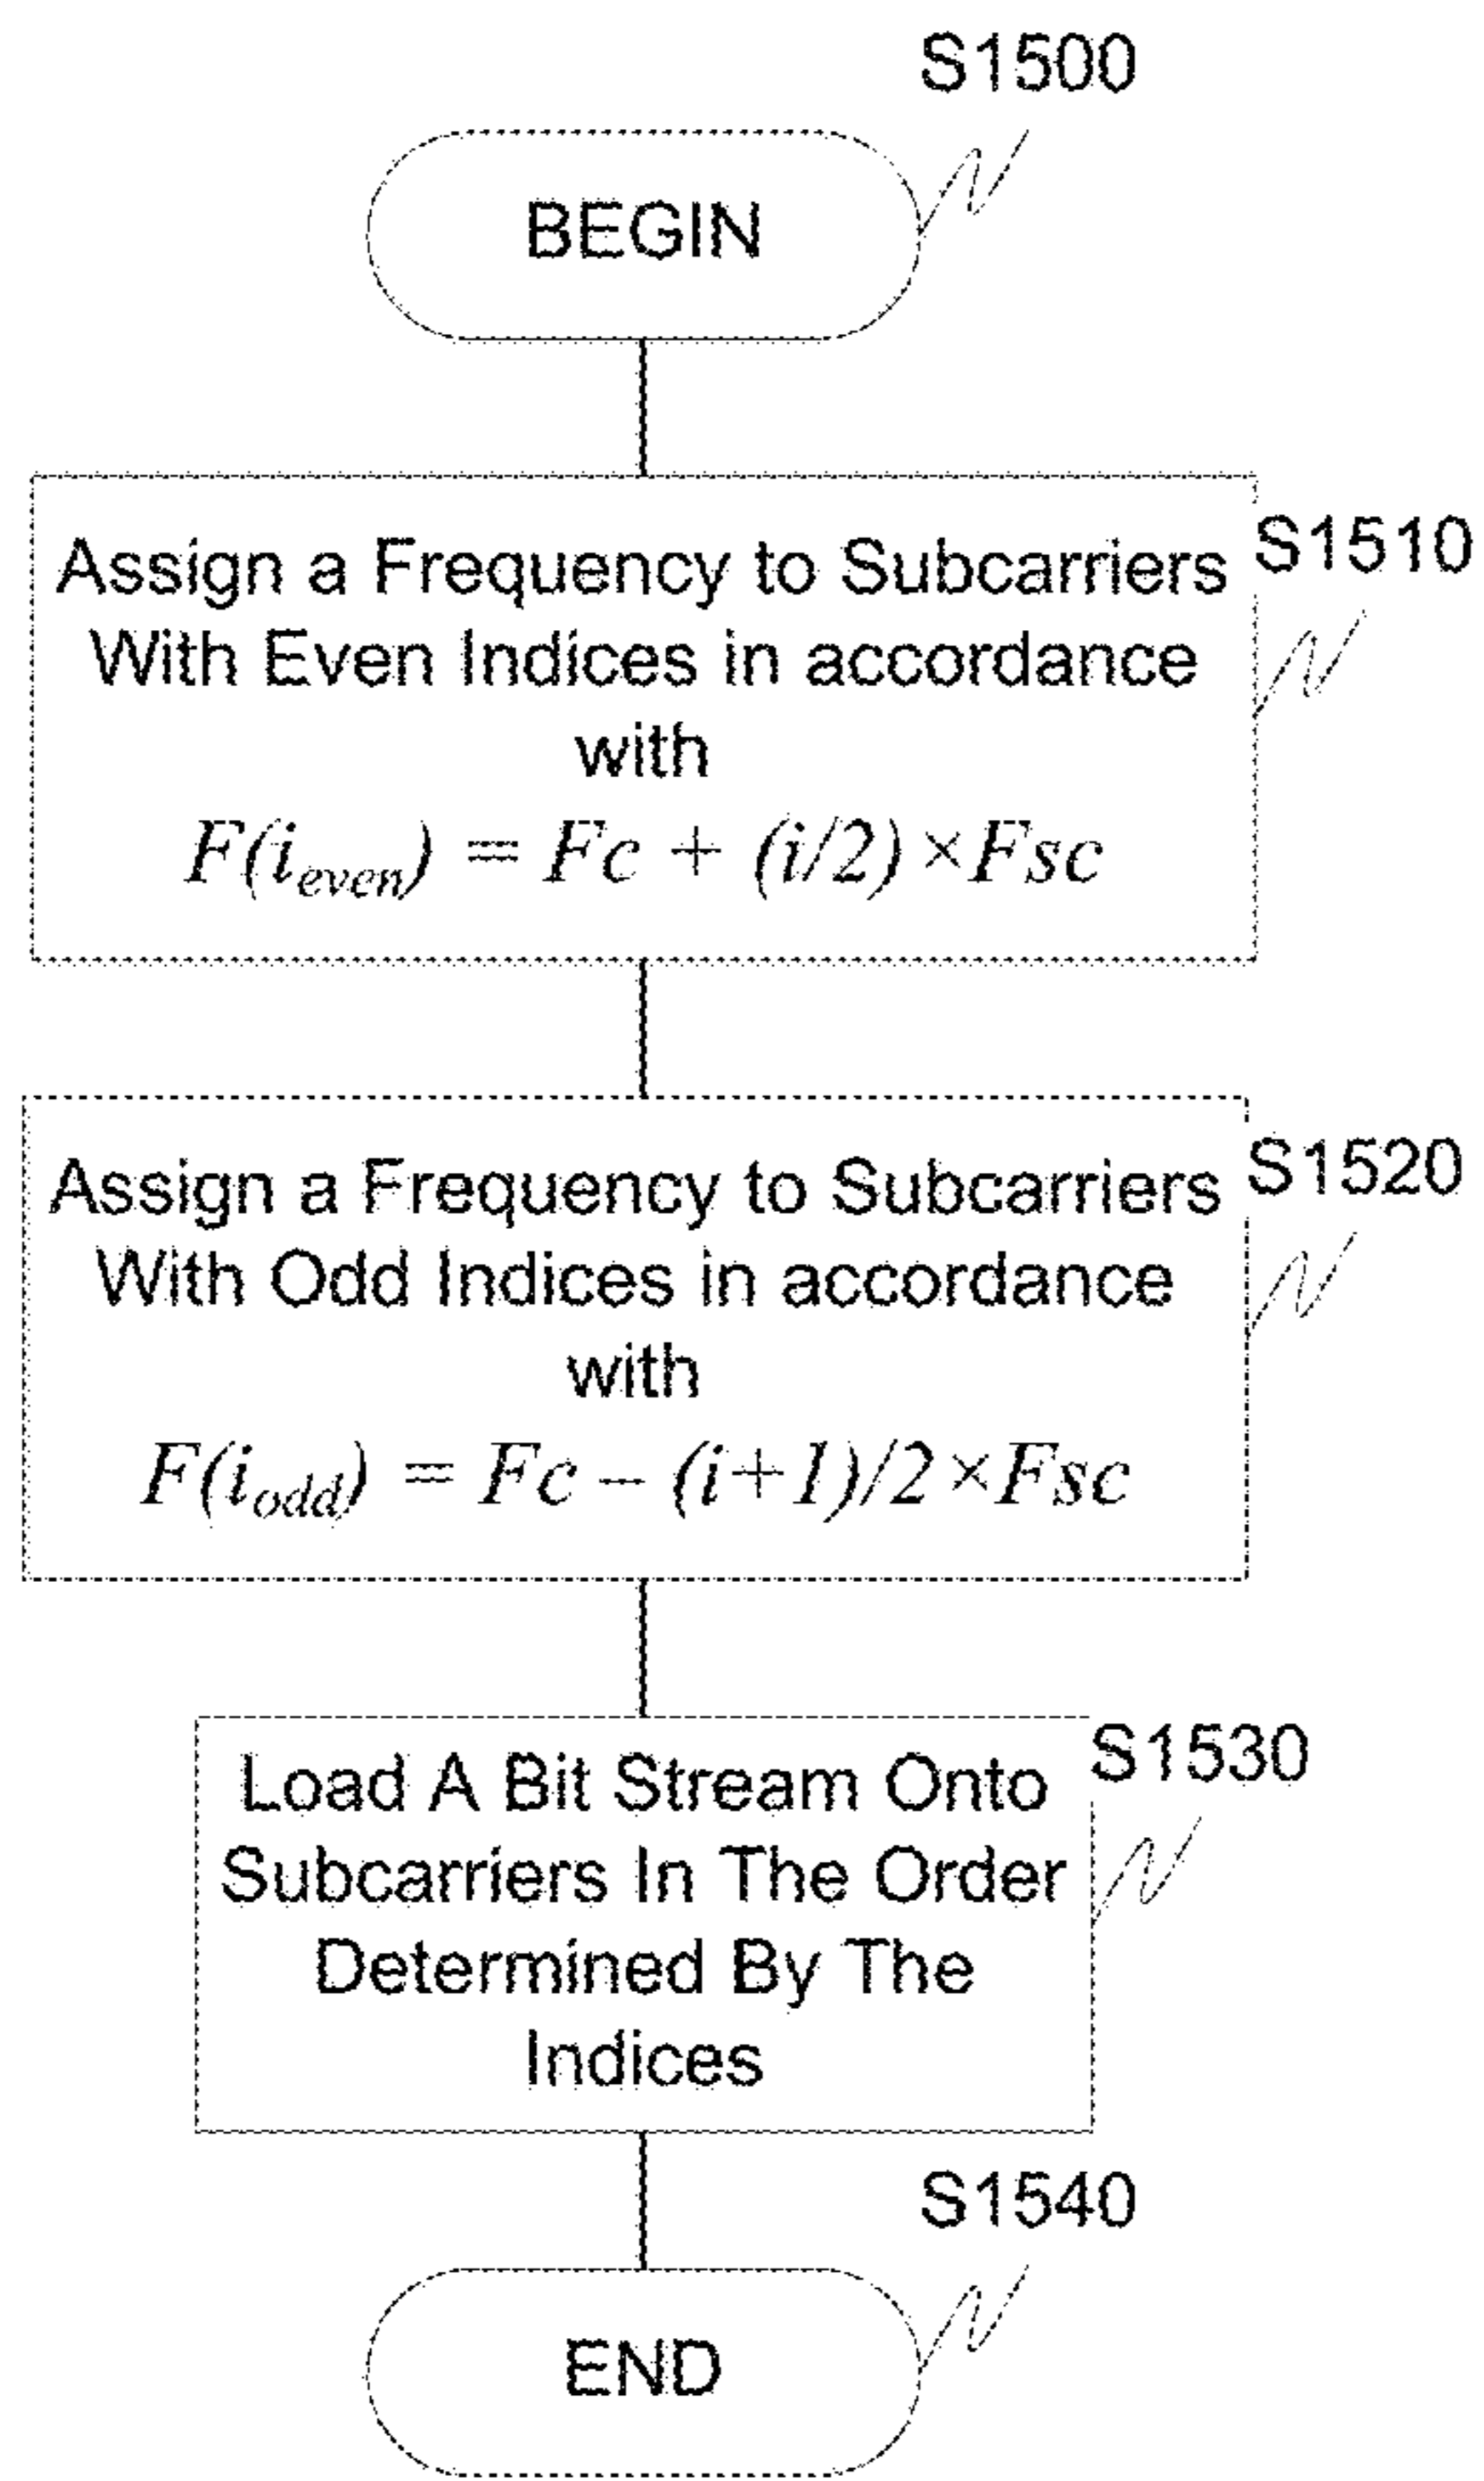 S1500
BEGIN
Assign a Frequency to Subcarriers
With Even Indices in accordance
with
F(i_even) = Fc + (i/2)×Fsc
S1510
Assign a Frequency to Subcarriers
With Odd Indices in accordance
with
F(i_odd) = Fc – (i+1)/2×Fsc
S1520
Load A Bit Stream Onto
Subcarriers In The Order
Determined By The
Indices
S1530
S1540
END